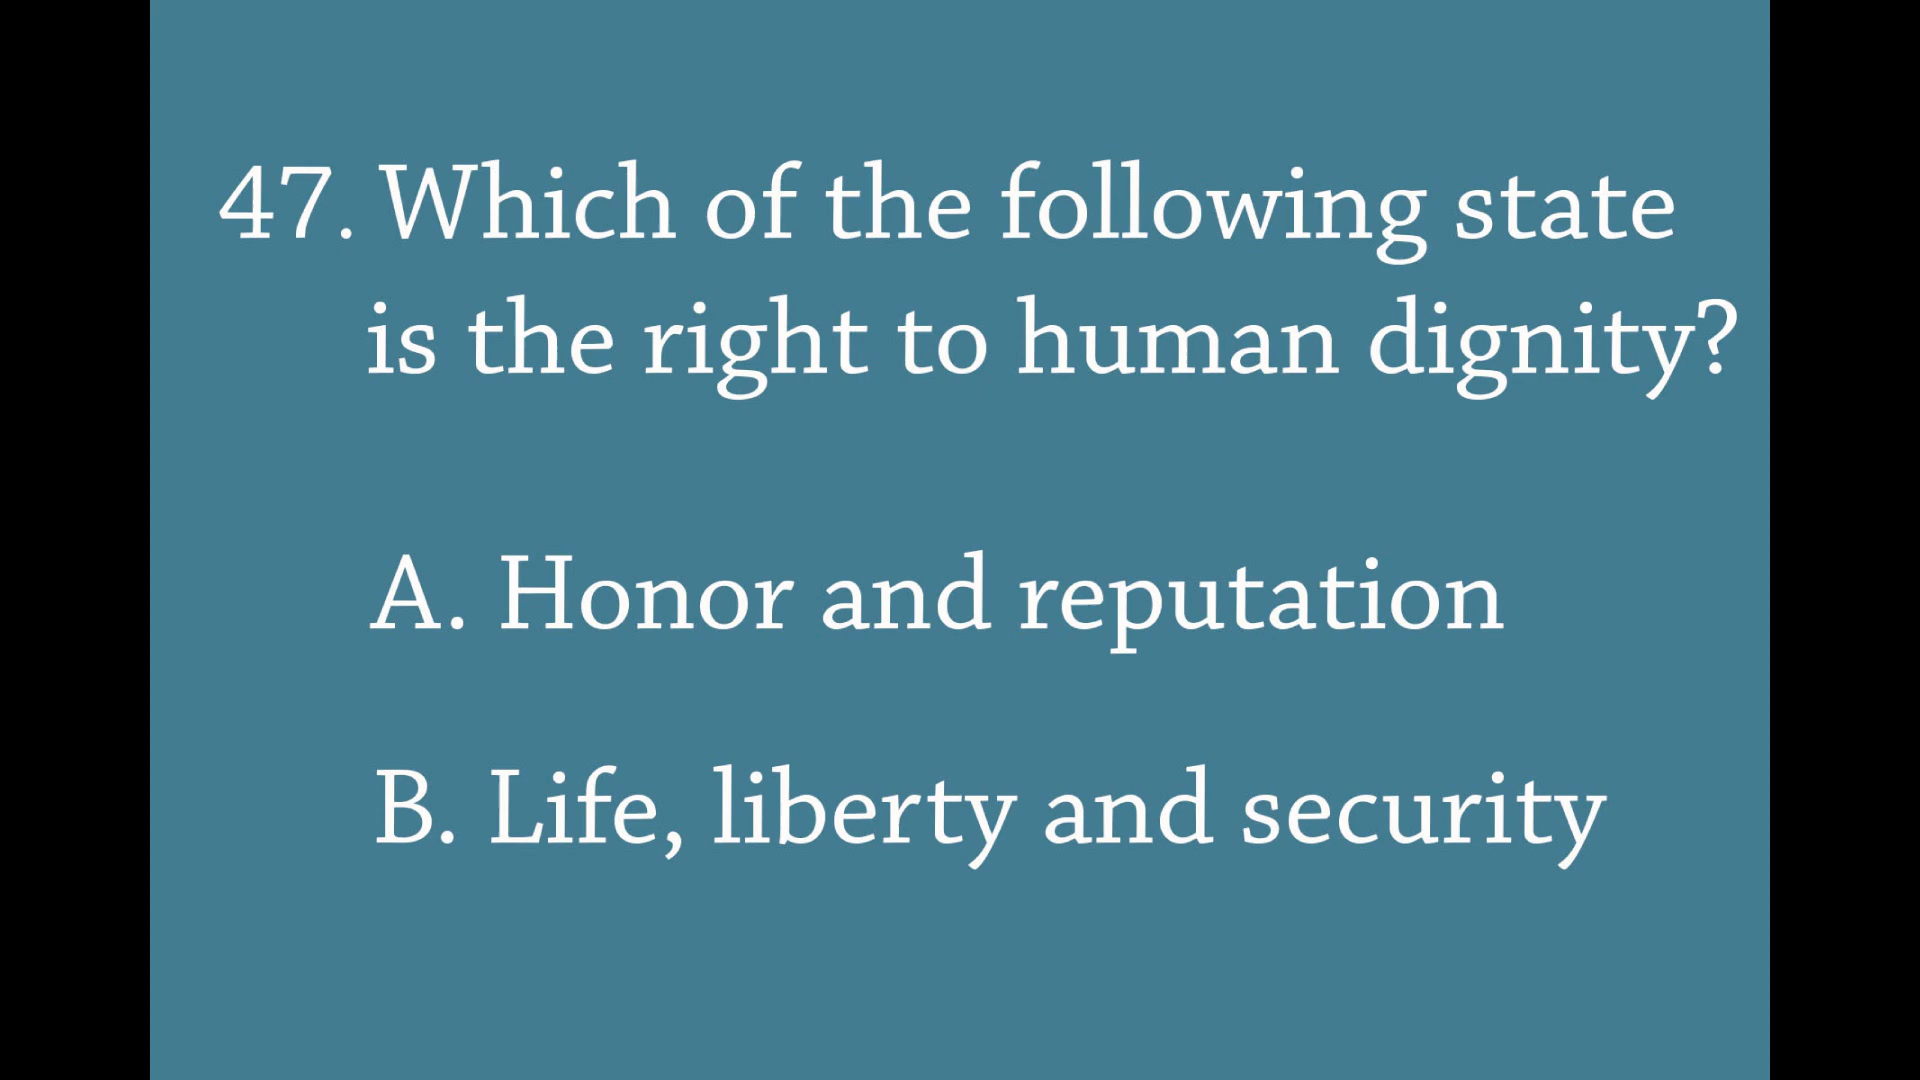 47. Which of the following state
is the right to human dignity?
A. Honor and reputation
B. Life, liberty and security